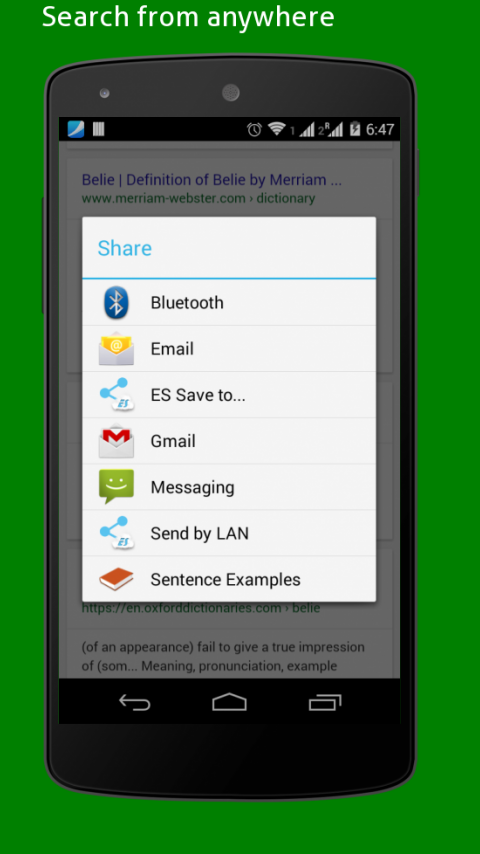 Search from anywhere
1 2 R 6:47
Belie | Definition of Belie by Merriam ...
www.merriam-webster.com › dictionary
Share
Bluetooth
Email
ES Save to...
Gmail
Messaging
Send by LAN
Sentence Examples
https://en.oxforddictionaries.com › belie
(of an appearance) fail to give a true impression
of (som... Meaning, pronunciation, example